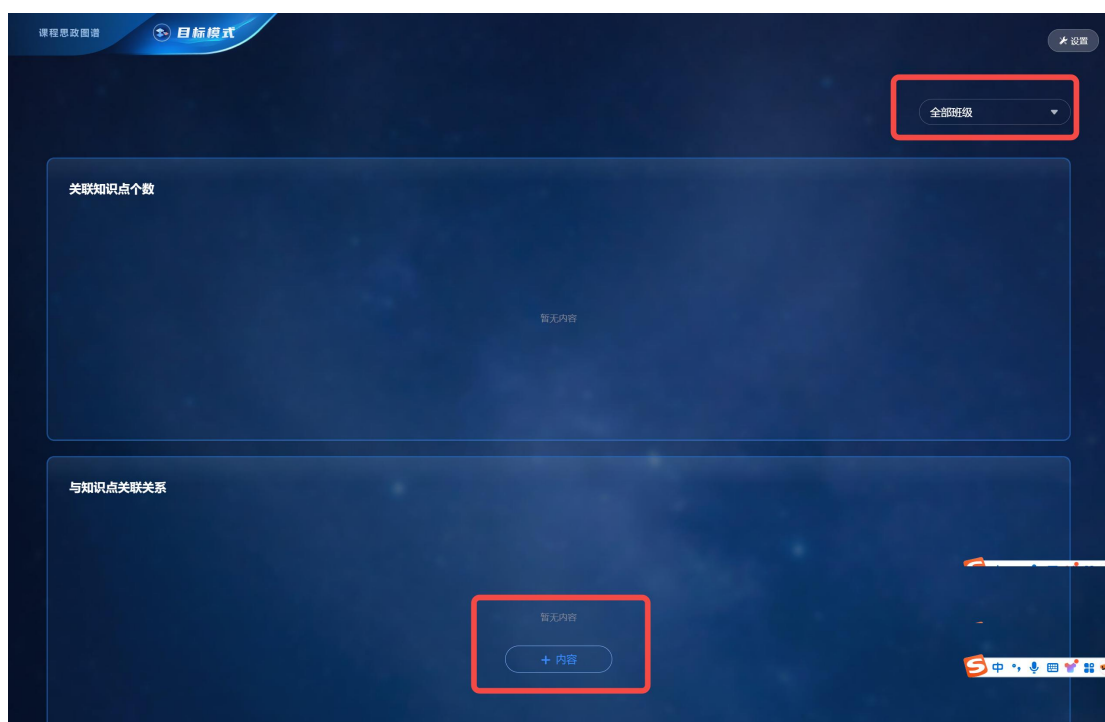 课程思政图谱
目标模式
设置
全部班级
关联知识点个数
暂无内容
与知识点关联关系
暂无内容
+ 内容
中